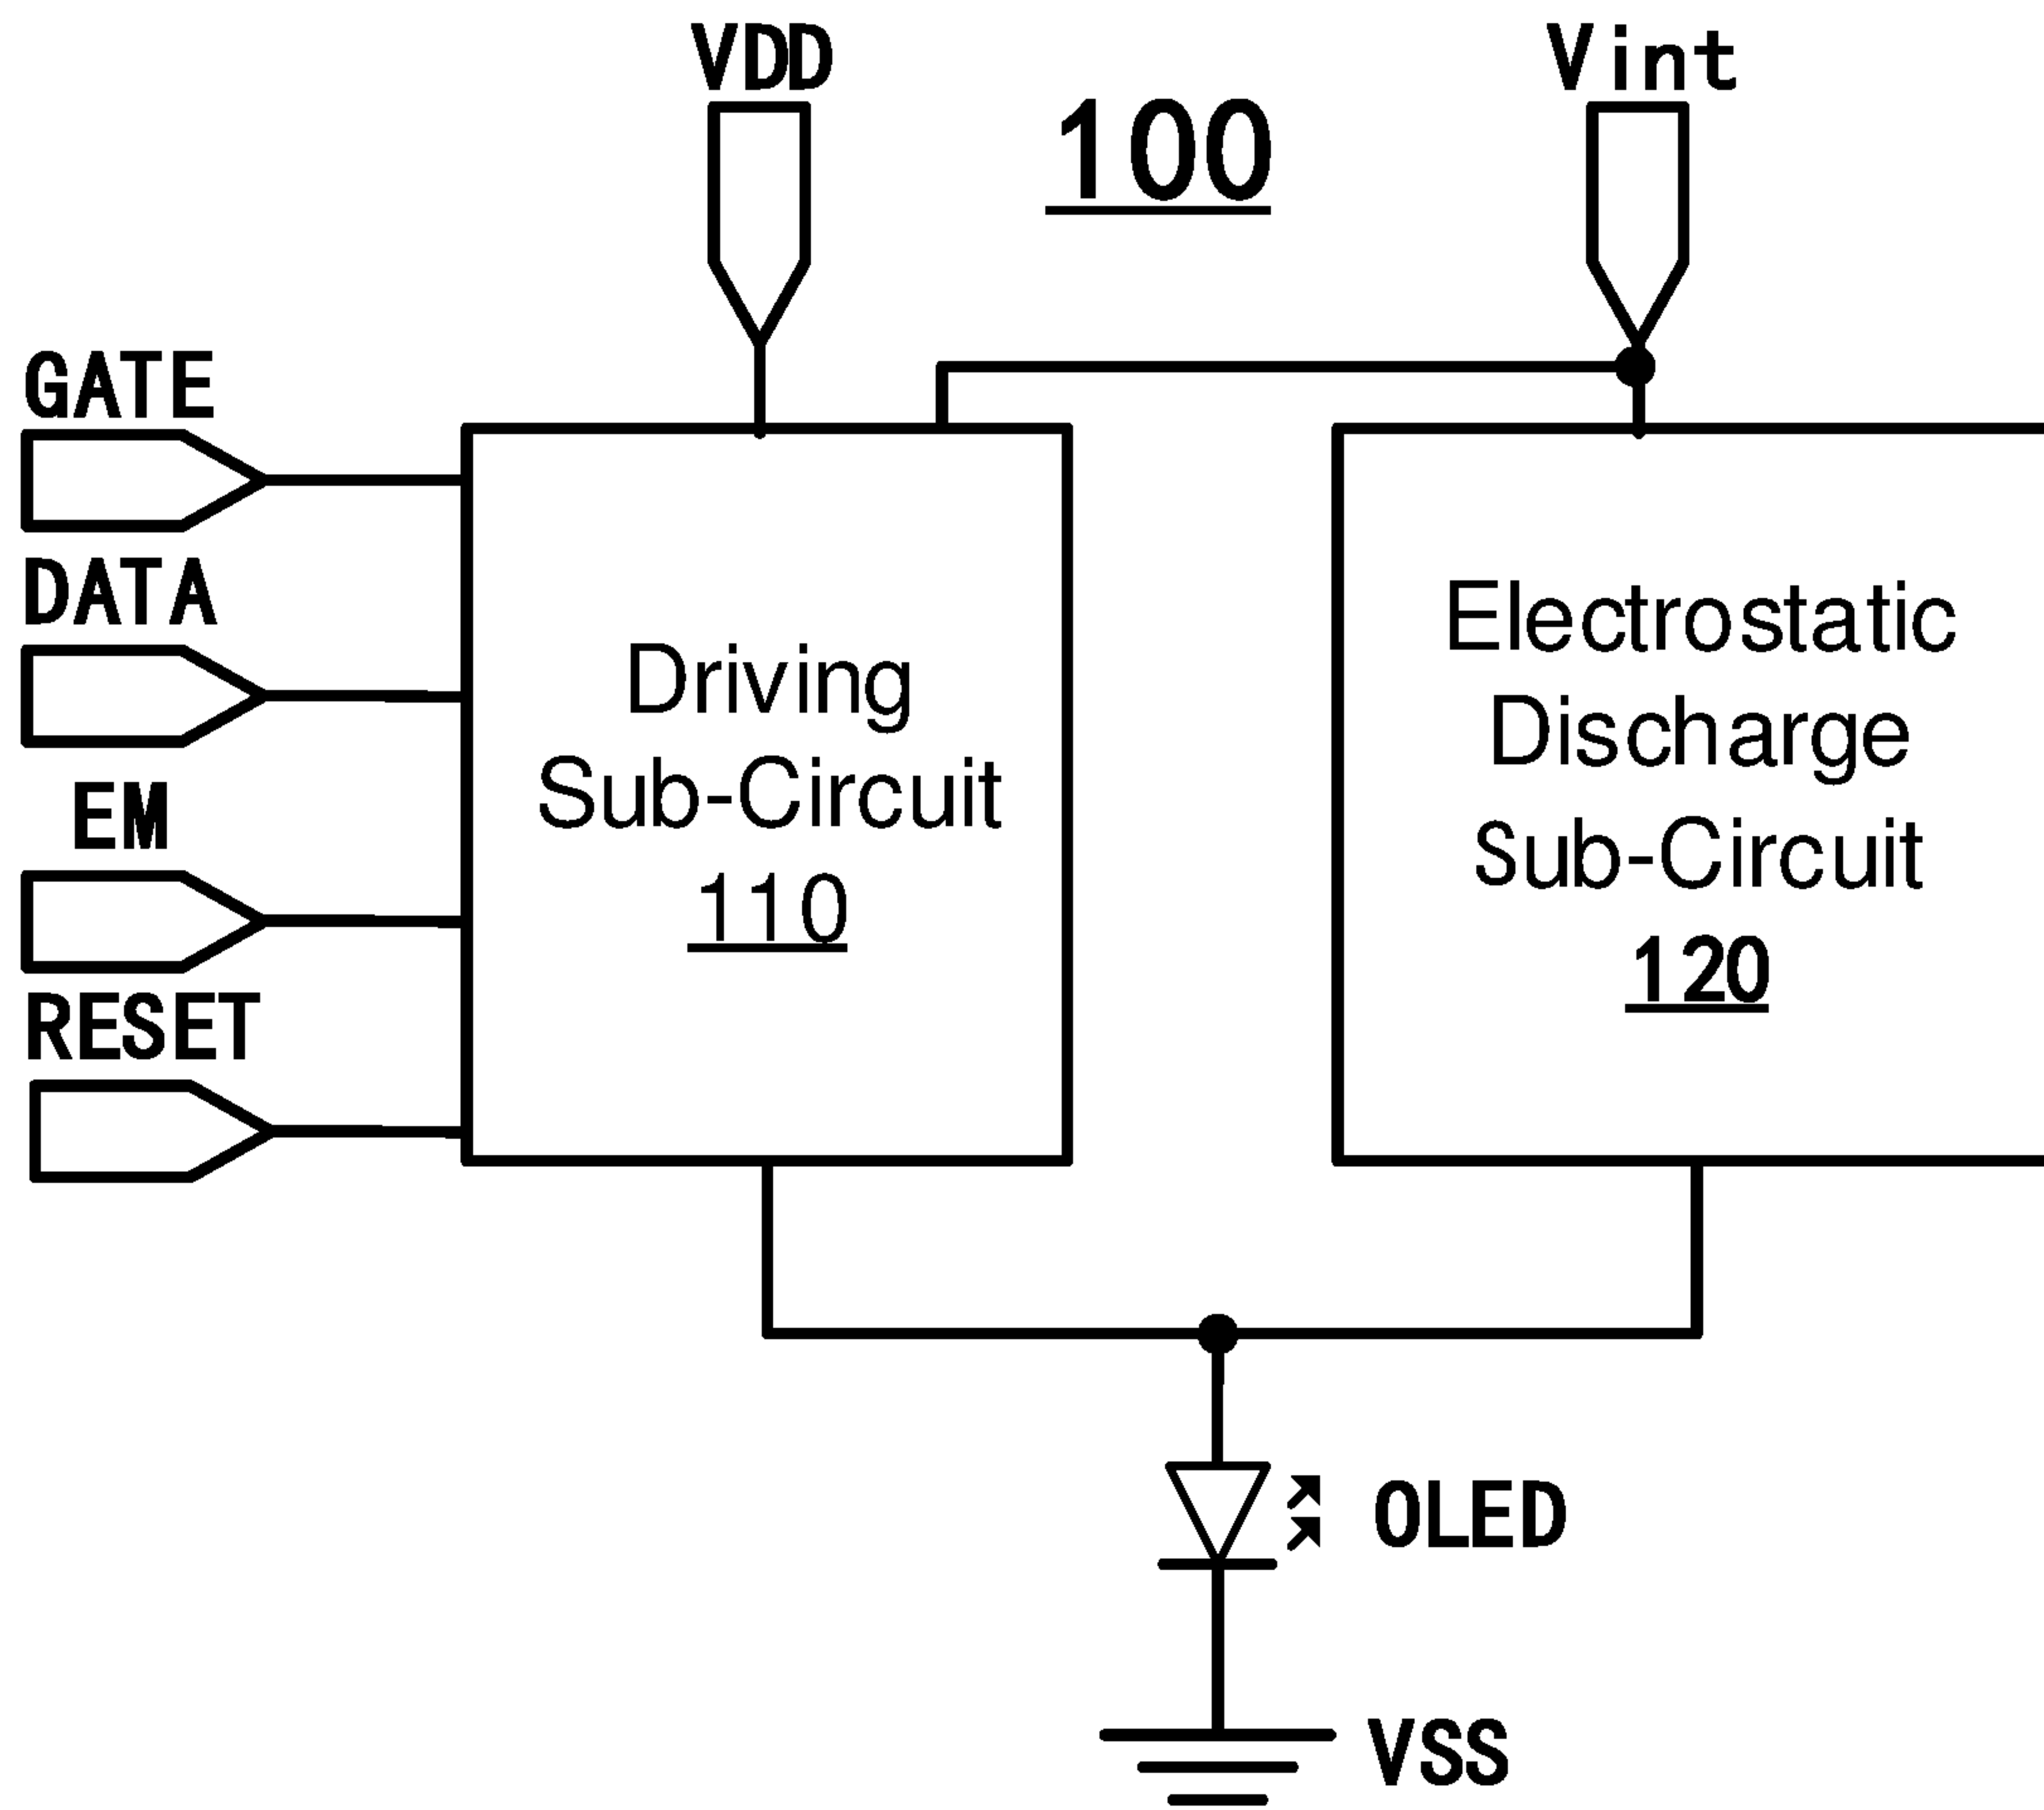 VDD
Vint
100
GATE
DATA
EM
RESET
Driving
Sub-Circuit
110
Electrostatic
Discharge
Sub-Circuit
120
OLED
VSS